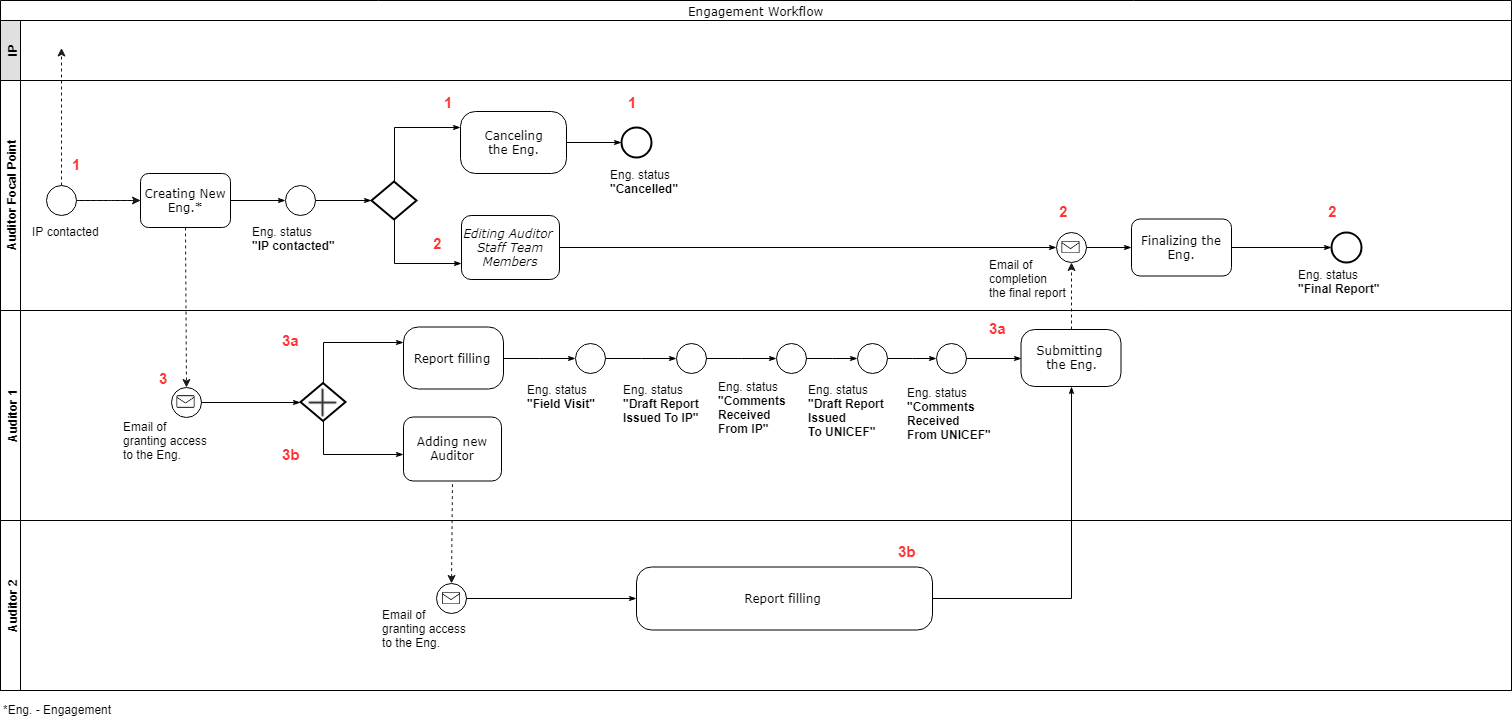 Engagement Workflow
IP
Auditor Focal Point
1
IP contacted
Creating New
Eng.*
Eng. status
"IP contacted"
1
Canceling
the Eng.
1
Eng. status
"Cancelled"
2
Editing Auditor
Staff Team
Members
2
Email of
completion
the final report
Finalizing the
Eng.
2
Eng. status
"Final Report"
Auditor 1
3
Email of
granting access
to the Eng.
3a
Report filling
Eng. status
"Field Visit"
Eng. status
"Draft Report
Issued To IP"
Eng. status
"Comments
Received
From IP"
Eng. status
"Draft Report
Issued
To UNICEF"
Eng. status
"Comments
Received
From UNICEF"
3a
Submitting
the Eng.
3b
Adding new
Auditor
Auditor 2
Email of
granting access
to the Eng.
3b
Report filling
*Eng. - Engagement